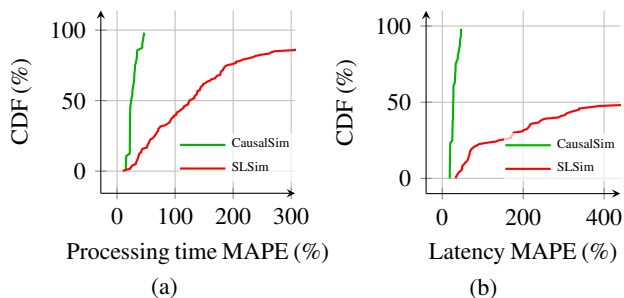 100
50
0
CDF (%)
CausalSim
SLSim
0 100 200 300
Processing time MAPE (%)
(a)
100
50
0
CDF (%)
CausalSim
SLSim
0 200 400
Latency MAPE (%)
(b)